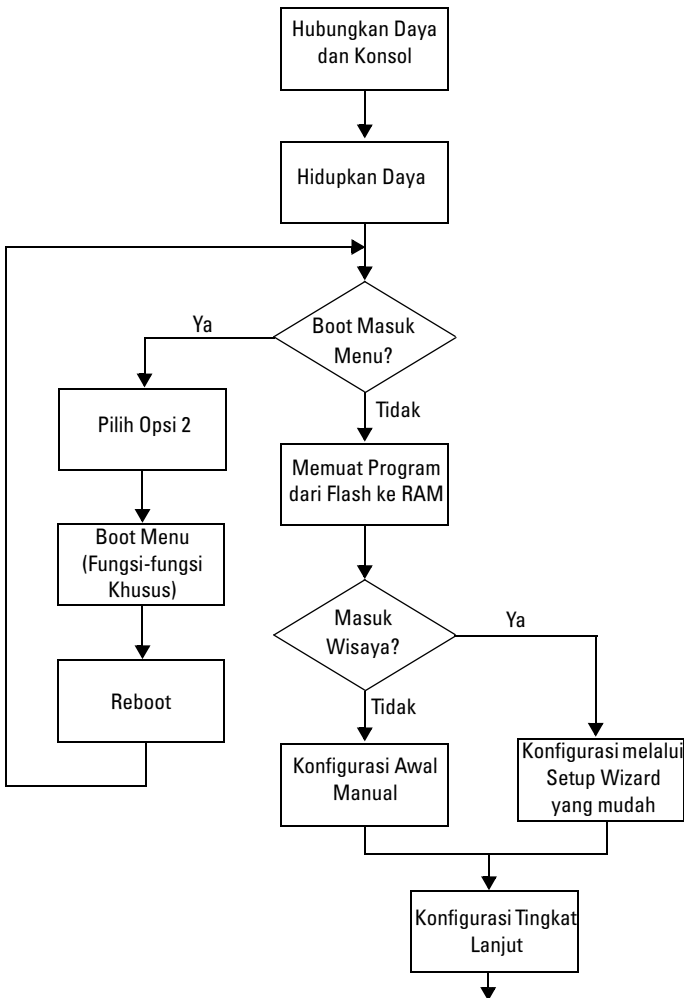 Hubungkan Daya
dan Konsol
Hidupkan Daya
Boot Masuk
Menu?
Ya
Tidak
Pilih Opsi 2
Memuat Program
dari Flash ke RAM
Boot Menu
(Fungsi-fungsi
Khusus)
Masuk
Wisaya?
Ya
Tidak
Reboot
Konfigurasi Awal
Manual
Konfigurasi melalui
Setup Wizard
yang mudah
Konfigurasi Tingkat
Lanjut